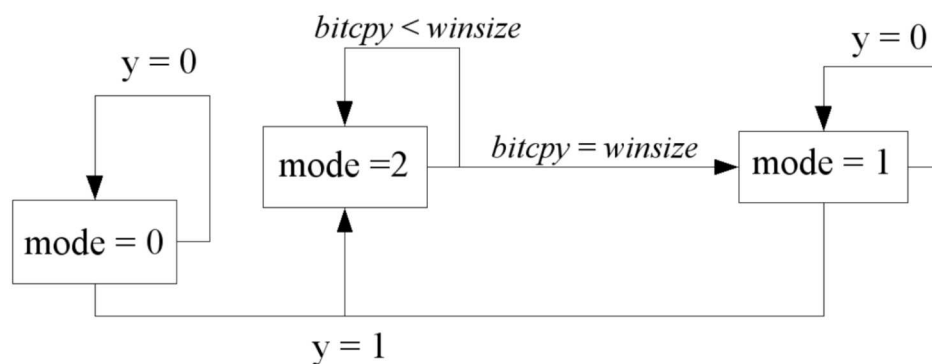 bitcpy < winsize
y = 0
y = 0
mode =2
bitcpy = winsize
mode = 1
mode = 0
y = 1